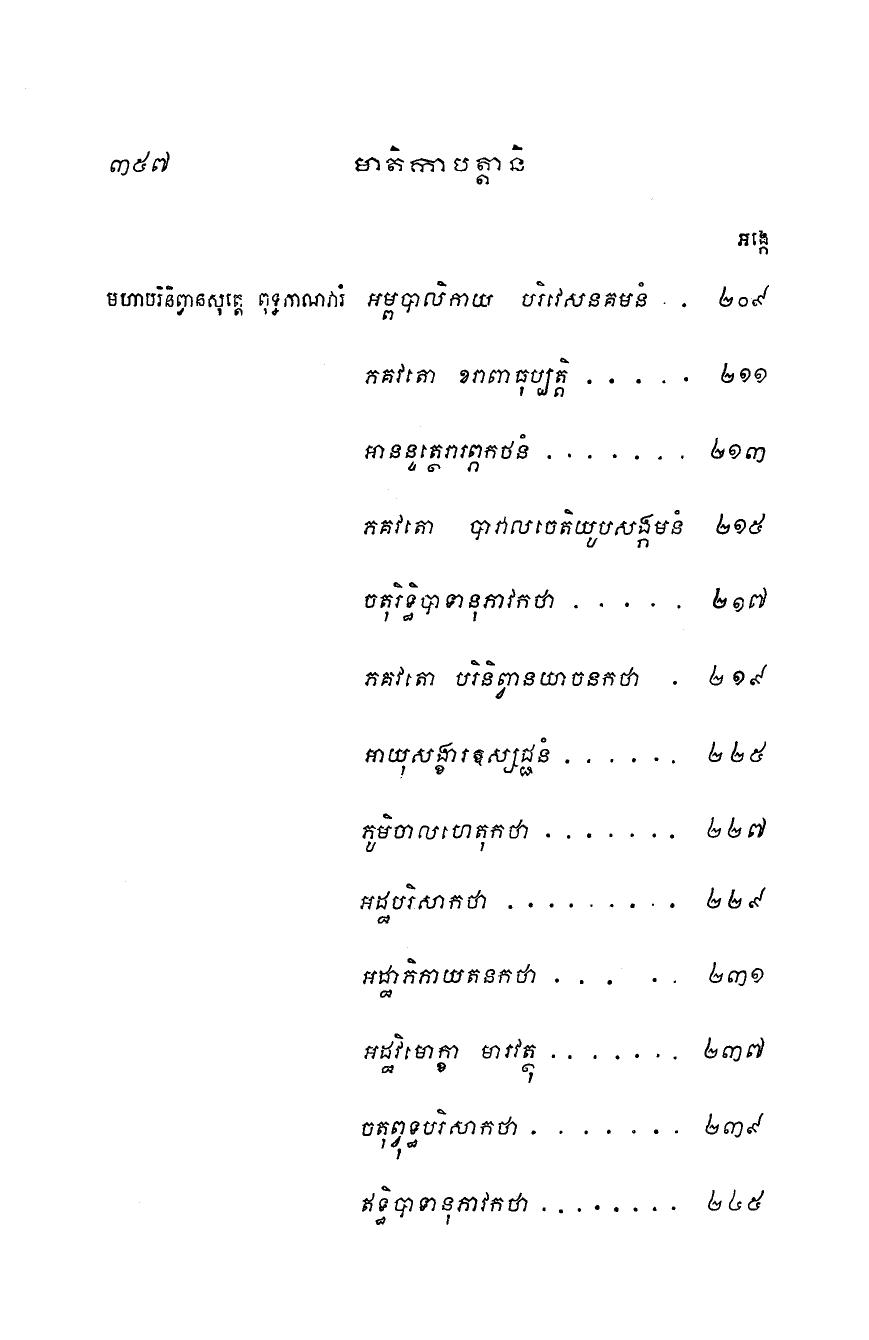 ៣៥៧ មាតិកាបត្តានិ
អង្កេ
មហាបរិនិព្វានសុត្តេ ពុទ្ធភាណវារំ អម្ពបាលិកាយ បរិវេសនគមនំ . . ២០៩
ភគវតោ ខរាពាធុប្បត្តិ . . . . . ២១១
អានន្ទត្ថេរារព្ភកថនំ . . . . . . . ២១៣
ភគវតោ បាវាលចេតិយូបសង្កមនំ ២១៥
ចតុរិទ្ធិបាទានុភាវកថា . . . . . ២១៧
ភគវតោ បរិនិព្វានយាចនកថា . ២១៩
អាយុសង្ខារឧស្សជ្ជនំ . . . . . . ២២៥
ភូមិចាលហេតុកថា . . . . . . . ២២៧
អដ្ឋបរិសាកថា . . . . . . . . . ២២៩
អដ្ឋាភិភាយតនកថា . . . . . ២៣១
អដ្ឋវិមោក្ខា មារវត្ថុ . . . . . . . ២៣៧
ចតុព្វុទ្ធបរិសាកថា . . . . . . . ២៣៩
ឥទ្ធិបាទានុភាវកថា . . . . . . . . ២៤៥